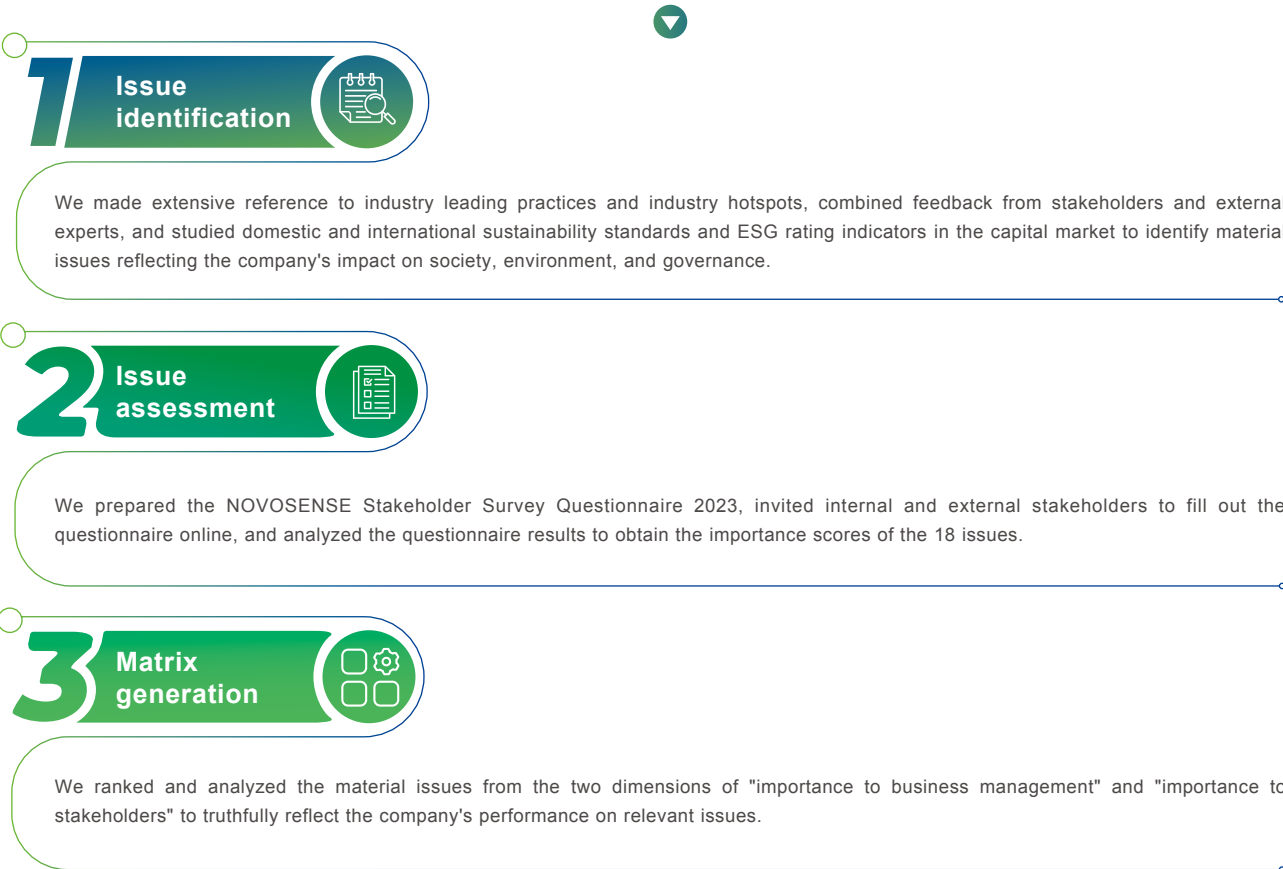 1
Issue
identification
We made extensive reference to industry leading practices and industry hotspots, combined feedback from stakeholders and external
experts, and studied domestic and international sustainability standards and ESG rating indicators in the capital market to identify material
issues reflecting the company's impact on society, environment, and governance.
2
Issue
assessment
We prepared the NOVOSENSE Stakeholder Survey Questionnaire 2023, invited internal and external stakeholders to fill out the
questionnaire online, and analyzed the questionnaire results to obtain the importance scores of the 18 issues.
3
Matrix
generation
We ranked and analyzed the material issues from the two dimensions of "importance to business management" and "importance to
stakeholders" to truthfully reflect the company's performance on relevant issues.